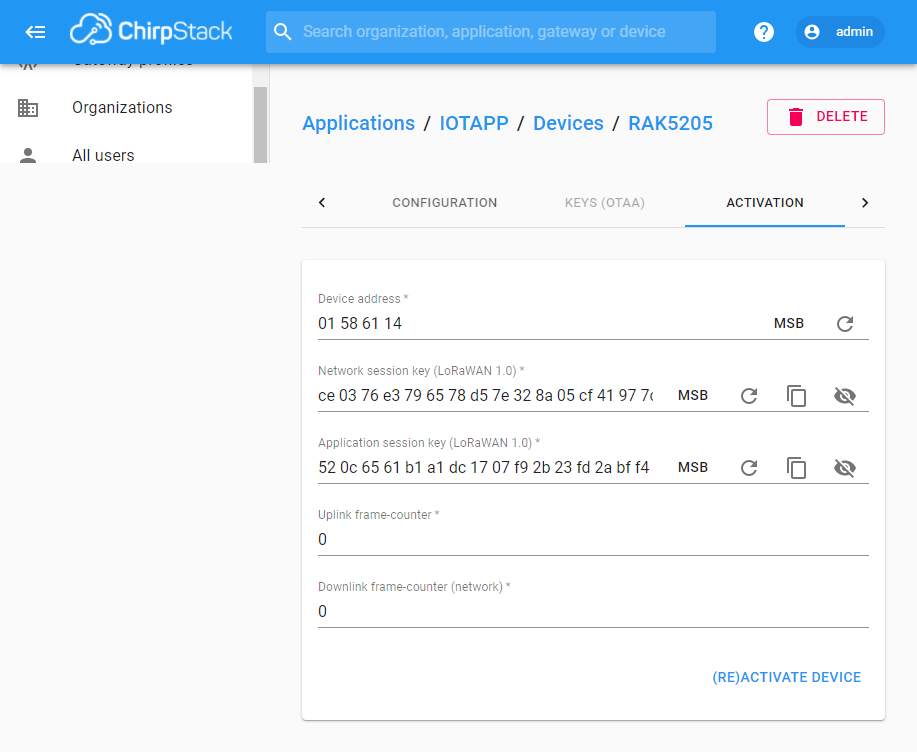 ChirpStack
Search organization, application, gateway or device
?
admin
Gateway profiles
Organizations
All users
Applications / IOTAPP / Devices / RAK5205
DELETE
CONFIGURATION
KEYS (OTAA)
ACTIVATION
Device address *
01 58 61 14
MSB
Network session key (LoRaWAN 1.0) *
ce 03 76 e3 79 65 78 d5 7e 32 8a 05 cf 41 97
MSB
Application session key (LoRaWAN 1.0) *
52 0c 65 61 b1 a1 dc 17 07 f9 2b 23 fd 2a bf f4
MSB
Uplink frame-counter *
0
Downlink frame-counter (network) *
0
(RE)ACTIVATE DEVICE